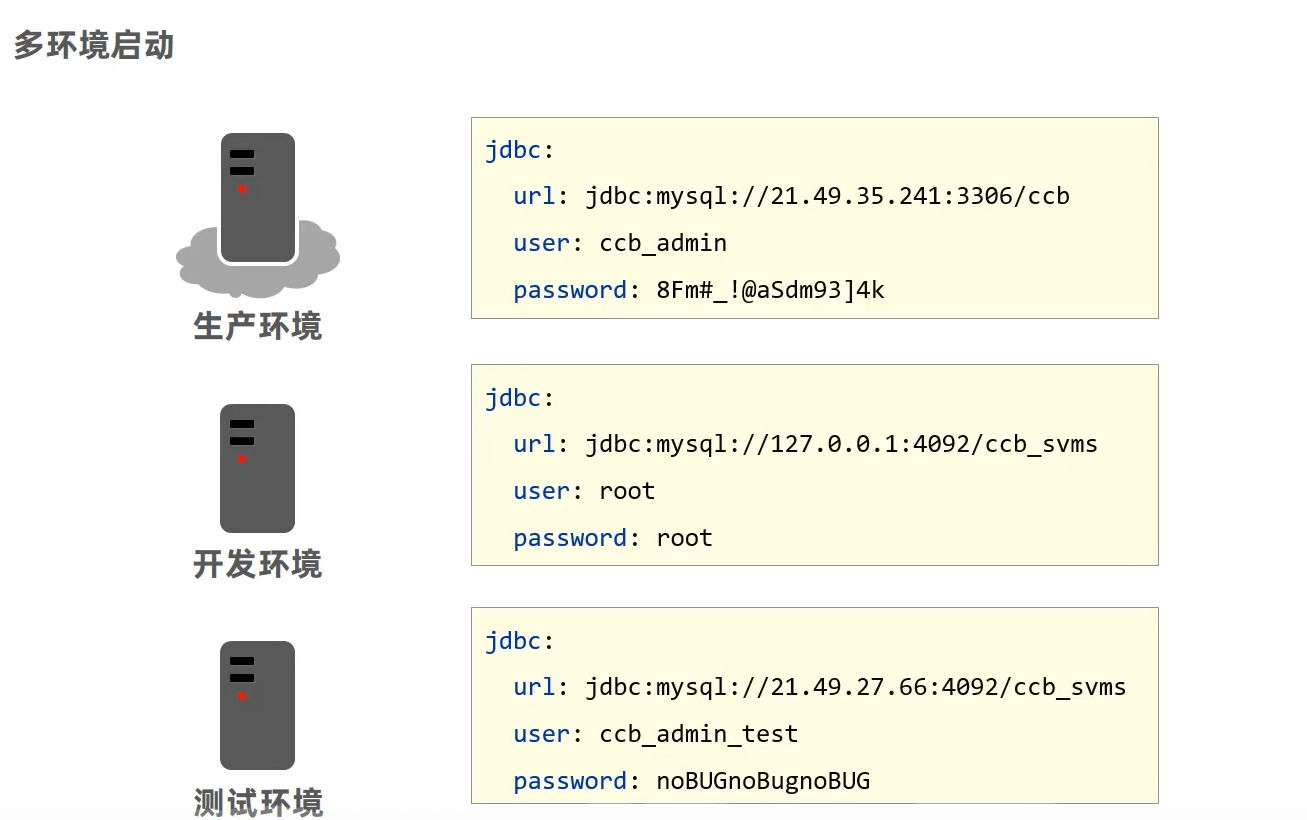 多环境启动
生产环境
jdbc:
url: jdbc:mysql://21.49.35.241:3306/ccb
user: ccb_admin
password: 8Fm#_!@aSdm93]4k
开发环境
jdbc:
url: jdbc:mysql://127.0.0.1:4092/ccb_svms
user: root
password: root
测试环境
jdbc:
url: jdbc:mysql://21.49.27.66:4092/ccb_svms
user: ccb_admin_test
password: noBUGnoBugnoBUG